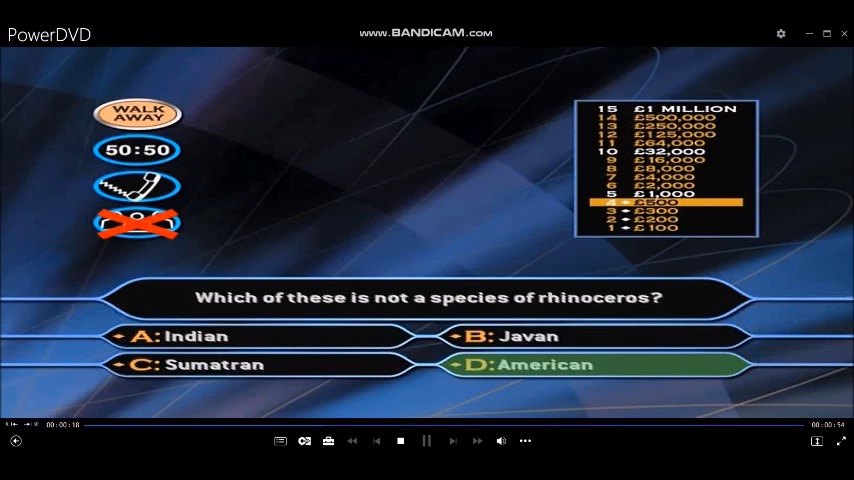 PowerDVD
www.BANDICAM.com
WALK
AWAY
50:50
15 £1 MILLION
14 £500,000
13 £250,000
12 £125,000
11 £64,000
10 £32,000
9 £16,000
8 £8,000
7 £4,000
6 £2,000
5 £1,000
4 £500
3 £300
2 £200
1 £100
Which of these is not a species of rhinoceros?
A: Indian
B: Javan
C: Sumatran
D: American
00:00:18
00:00:54